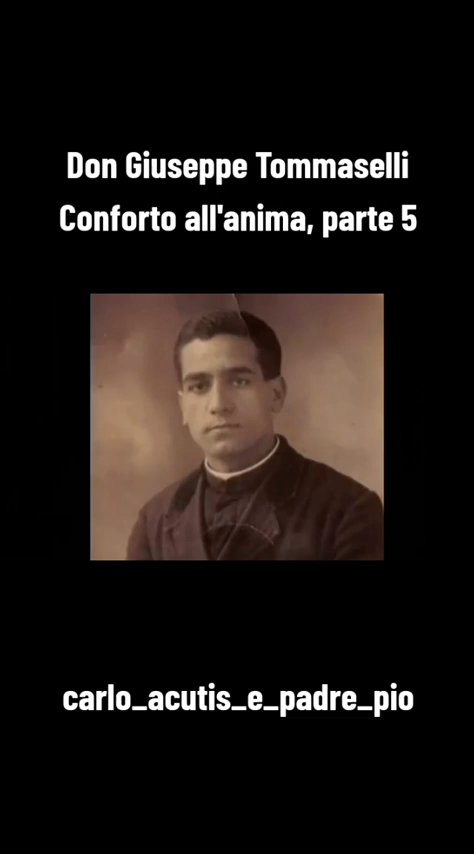 Don Giuseppe Tommaselli
Conforto all'anima, parte 5
carlo_acutis_e_padre_pio